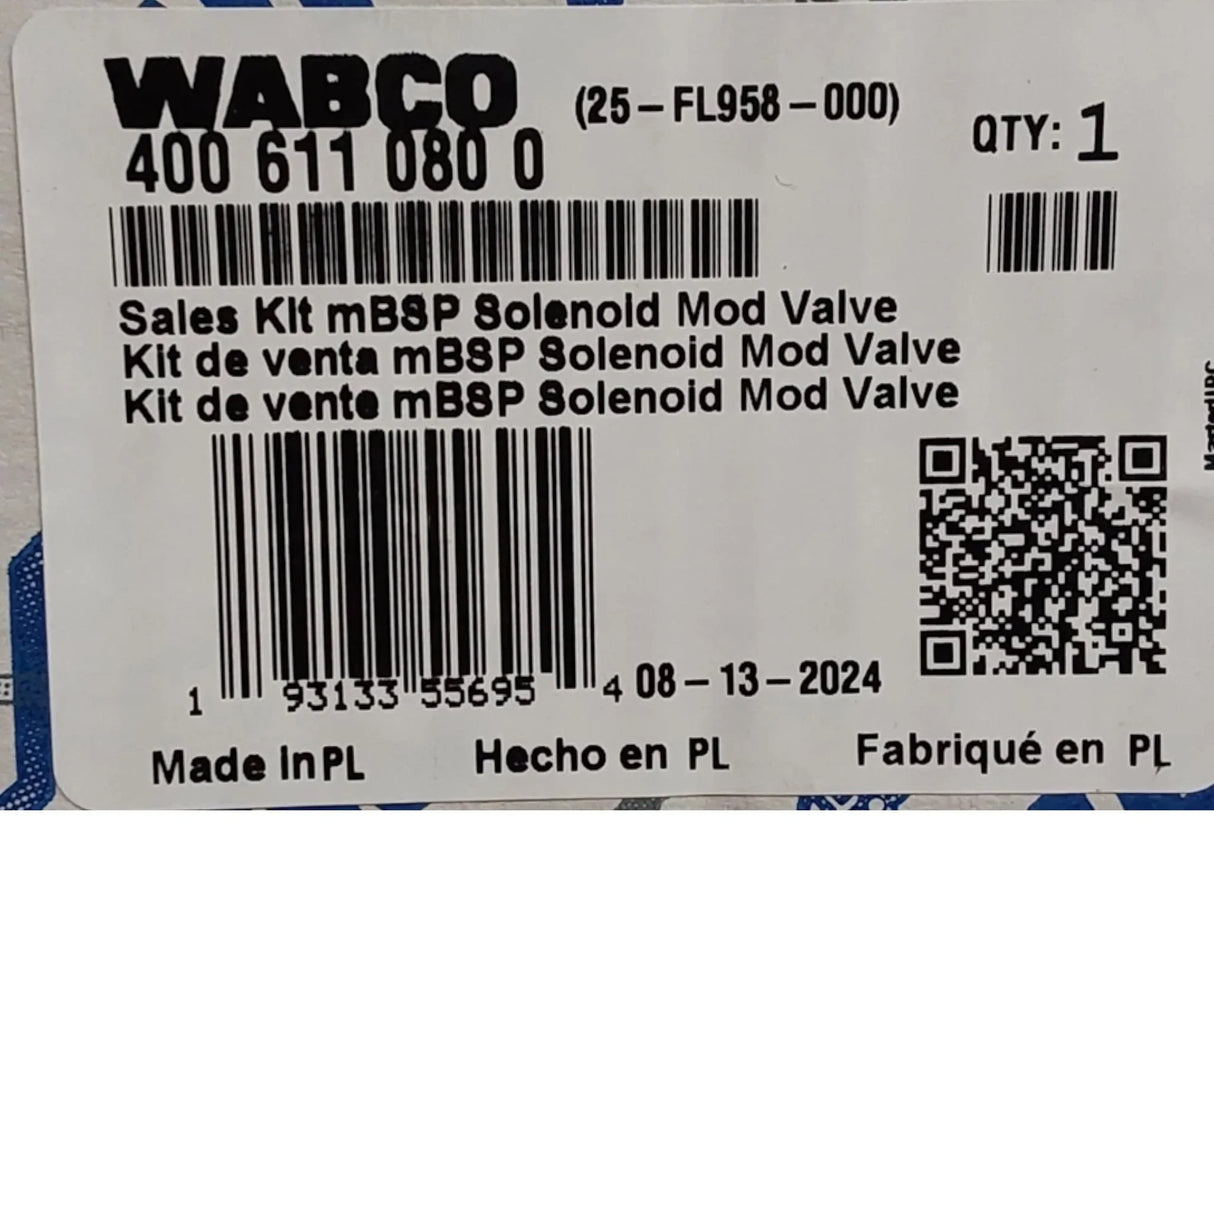 WABCO (25-FL958-000) QTY: 1
400 611 080 0
Sales Kit mBSP Solenoid Mod Valve
Kit de venta mBSP Solenoid Mod Valve
Kit de vente mBSP Solenoid Mod Valve
1 93133 55695 4 08-13-2024
Made In PL Hecho en PL Fabriqué en PL